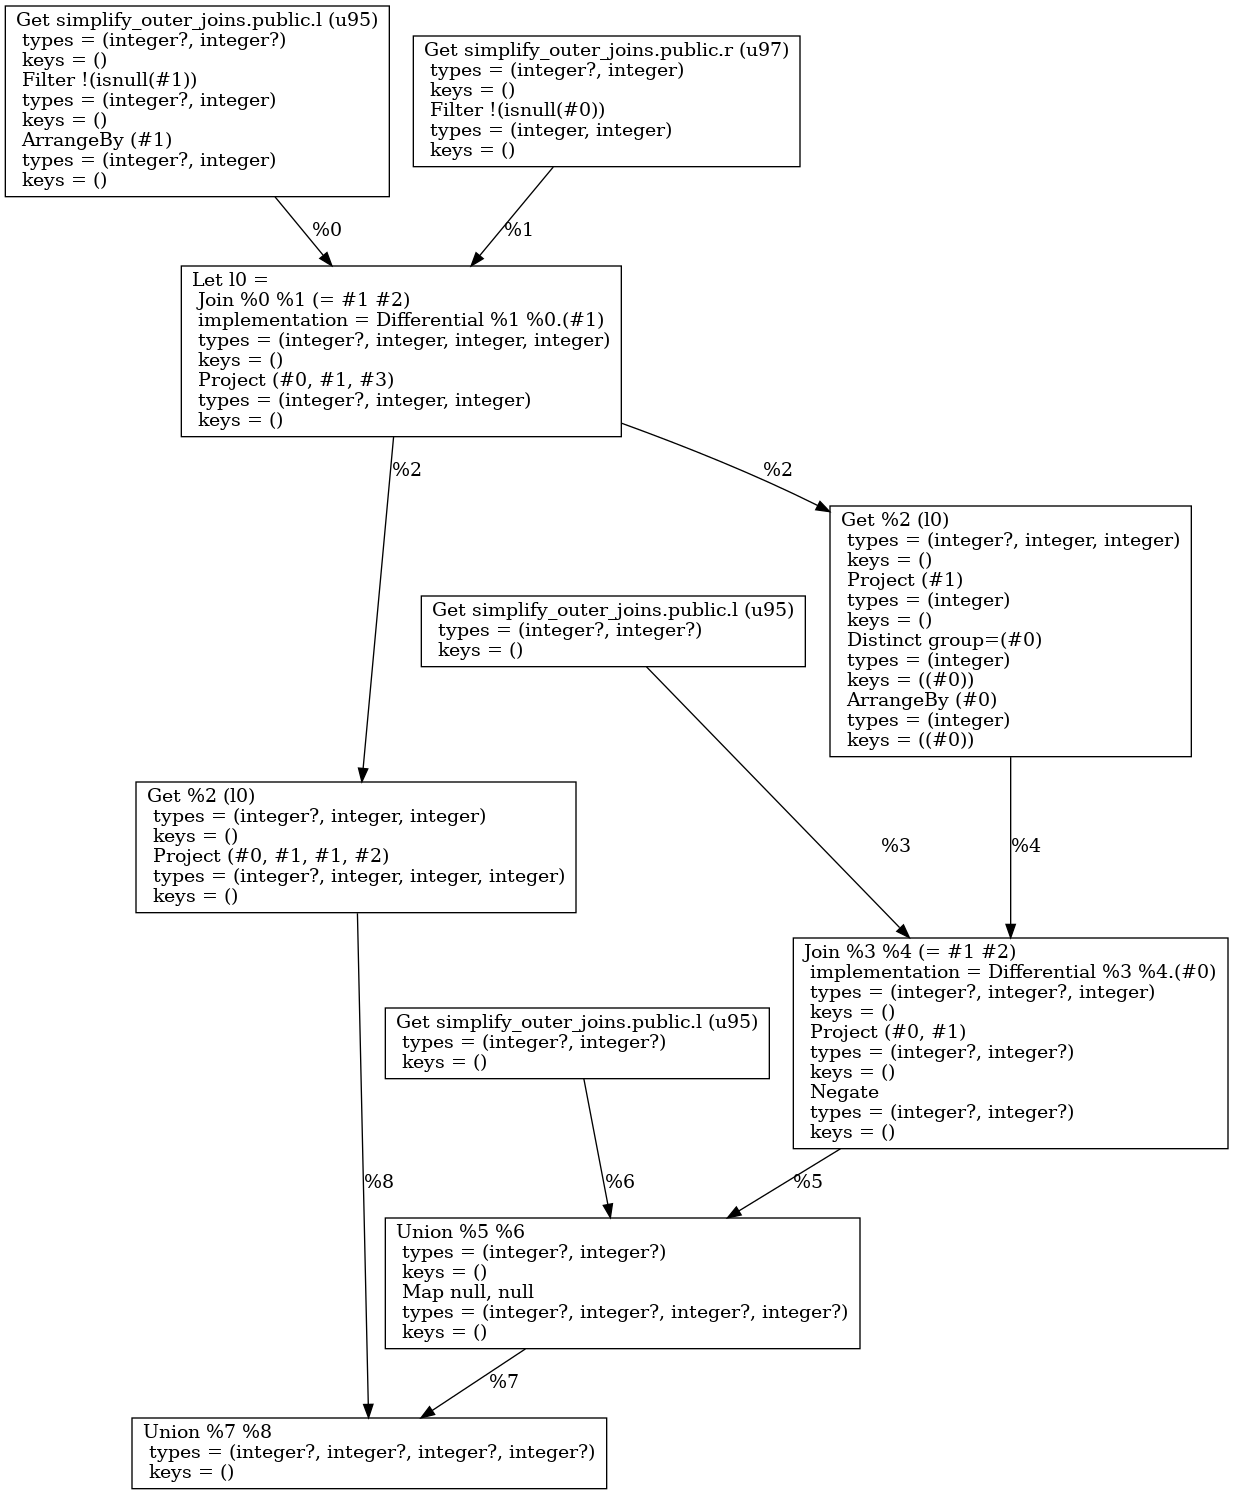 Get simplify_outer_joins.public.l (u95)
types = (integer?, integer?)
keys = ()
Filter !(isnull(#1))
types = (integer?, integer)
keys = ()
ArrangeBy (#1)
types = (integer?, integer)
keys = ()
Get simplify_outer_joins.public.r (u97)
types = (integer?, integer)
keys = ()
Filter !(isnull(#0))
types = (integer, integer)
keys = ()
%0
%1
Let l0 =
Join %0 %1 (= #1 #2)
implementation = Differential %1 %0.(#1)
types = (integer?, integer, integer, integer)
keys = ()
Project (#0, #1, #3)
types = (integer?, integer, integer)
keys = ()
%2
%2
Get %2 (l0)
types = (integer?, integer, integer)
keys = ()
Project (#1)
types = (integer)
keys = ()
Distinct group=(#0)
types = (integer)
keys = ((#0))
ArrangeBy (#0)
types = (integer)
keys = ((#0))
Get simplify_outer_joins.public.l (u95)
types = (integer?, integer?)
keys = ()
Get %2 (l0)
types = (integer?, integer, integer)
keys = ()
Project (#0, #1, #1, #2)
types = (integer?, integer, integer, integer)
keys = ()
%3
%4
Join %3 %4 (= #1 #2)
implementation = Differential %3 %4.(#0)
types = (integer?, integer?, integer)
keys = ()
Project (#0, #1)
types = (integer?, integer?)
keys = ()
Negate
types = (integer?, integer?)
keys = ()
Get simplify_outer_joins.public.l (u95)
types = (integer?, integer?)
keys = ()
%8
%6
%5
Union %5 %6
types = (integer?, integer?)
keys = ()
Map null, null
types = (integer?, integer?, integer?, integer?)
keys = ()
%7
Union %7 %8
types = (integer?, integer?, integer?, integer?)
keys = ()